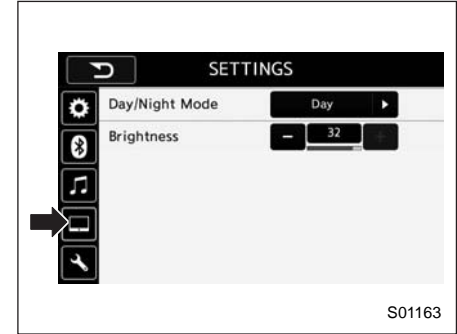 SETTINGS
Day/Night Mode
Day
Brightness
−
32
+
S01163